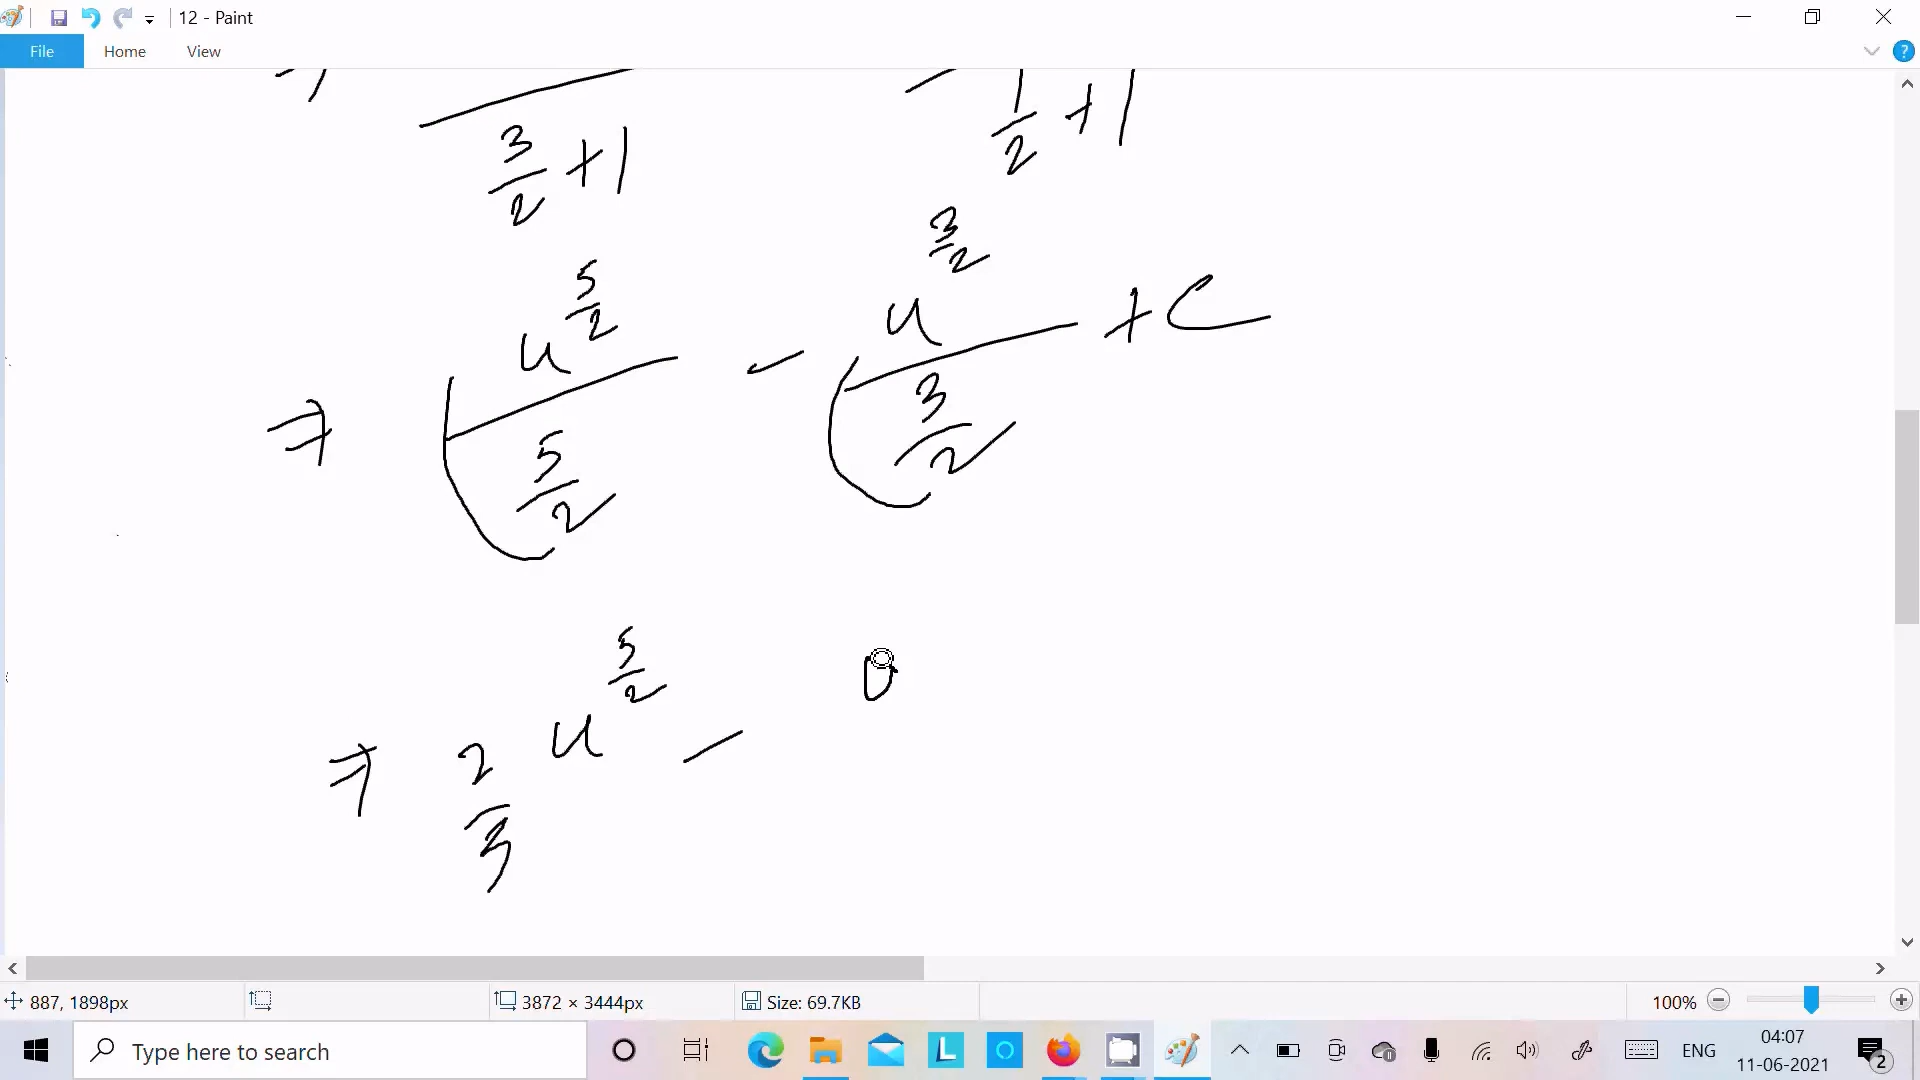 12 - Paint
File Home View
⇒ ——— ———
3/2 + 1 1/2 + 1
⇒ u^(5/2) / (5/2) - u^(3/2) / (3/2) + C
⇒ 2/5 u^(5/2) -
887, 1898px 3872 × 3444px Size: 69.7KB 100%
Type here to search ENG 04:07
11-06-2021 2